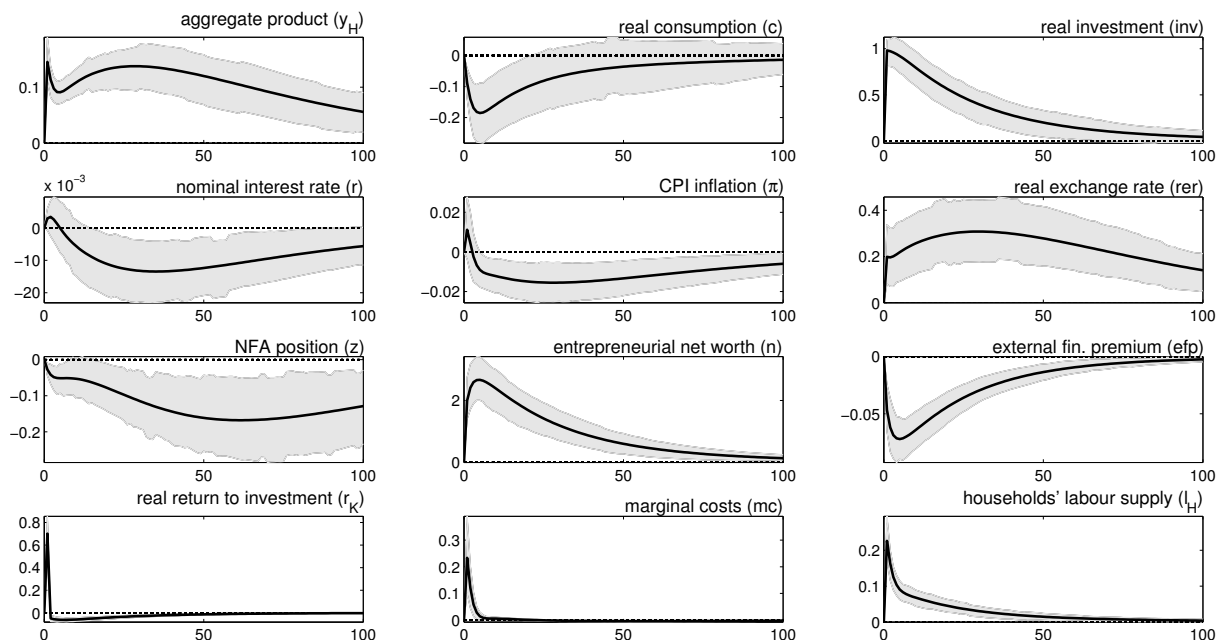 aggregate product (y_H)
0.1
0
0 50 100
real consumption (c)
0
−0.1
−0.2
0 50 100
real investment (inv)
1
0.5
0
0 50 100
x 10⁻³
nominal interest rate (r)
0
−10
−20
0 50 100
CPI inflation (π)
0.02
0
−0.02
0 50 100
real exchange rate (rer)
0.4
0.2
0
0 50 100
NFA position (z)
0
−0.1
−0.2
0 50 100
entrepreneurial net worth (n)
2
0
0 50 100
external fin. premium (efp)
0
−0.05
0 50 100
real return to investment (r_K)
0.8
0.6
0.4
0.2
0
0 50 100
marginal costs (mc)
0.3
0.2
0.1
0
0 50 100
households' labour supply (l_H)
0.2
0.1
0
0 50 100